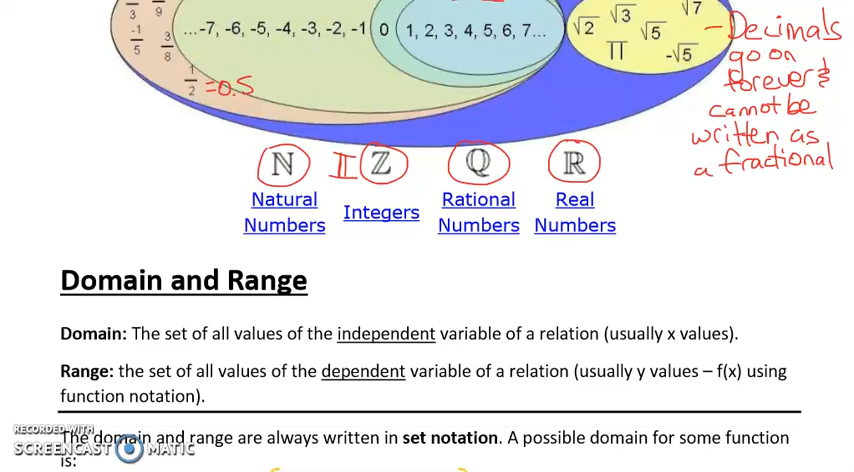 √7
3
9
√3
- Decimals
-1
5
3
8
...-7, -6, -5, -4, -3, -2, -1
0
1, 2, 3, 4, 5, 6, 7...
√2
√5
go on
∏
-√5
forever &
1
2
=0.5
cannot be
written as
a fractional
ℕ
I
ℤ
ℚ
ℝ
Natural
Numbers
Integers
Rational
Numbers
Real
Numbers
Domain and Range
Domain: The set of all values of the independent variable of a relation (usually x values).
Range: the set of all values of the dependent variable of a relation (usually y values – f(x) using
function notation).
RECORDED WITH
SCREENCAST MATIC
The domain and range are always written in set notation. A possible domain for some function
is: